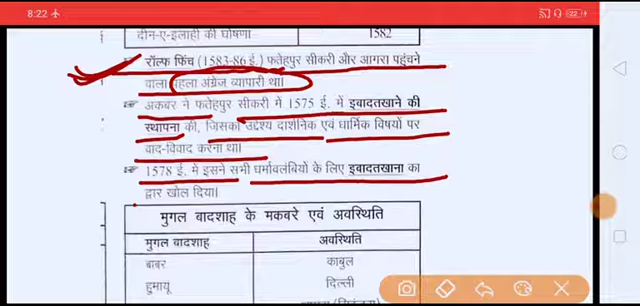 8:22
दीन-ए-इलाही की घोषणा 1582
रॉल्फ फिंच (1583-86 ई.) फतेहपुर सीकरी और आगरा पहुंचने
वाला पहला अंग्रेज व्यापारी था।
अकबर ने फतेहपुर सीकरी में 1575 ई. में इबादतखाने की
स्थापना की, जिसका उद्देश्य दार्शनिक एवं धार्मिक विषयों पर
वाद-विवाद करना था।
1578 ई. में इसने सभी धर्मावलंबियों के लिए इबादतखाना का
द्वार खोल दिया।
मुगल बादशाह के मकबरे एवं अवस्थिति
मुगल बादशाह अवस्थिति
बाबर काबुल
हुमायू दिल्ली